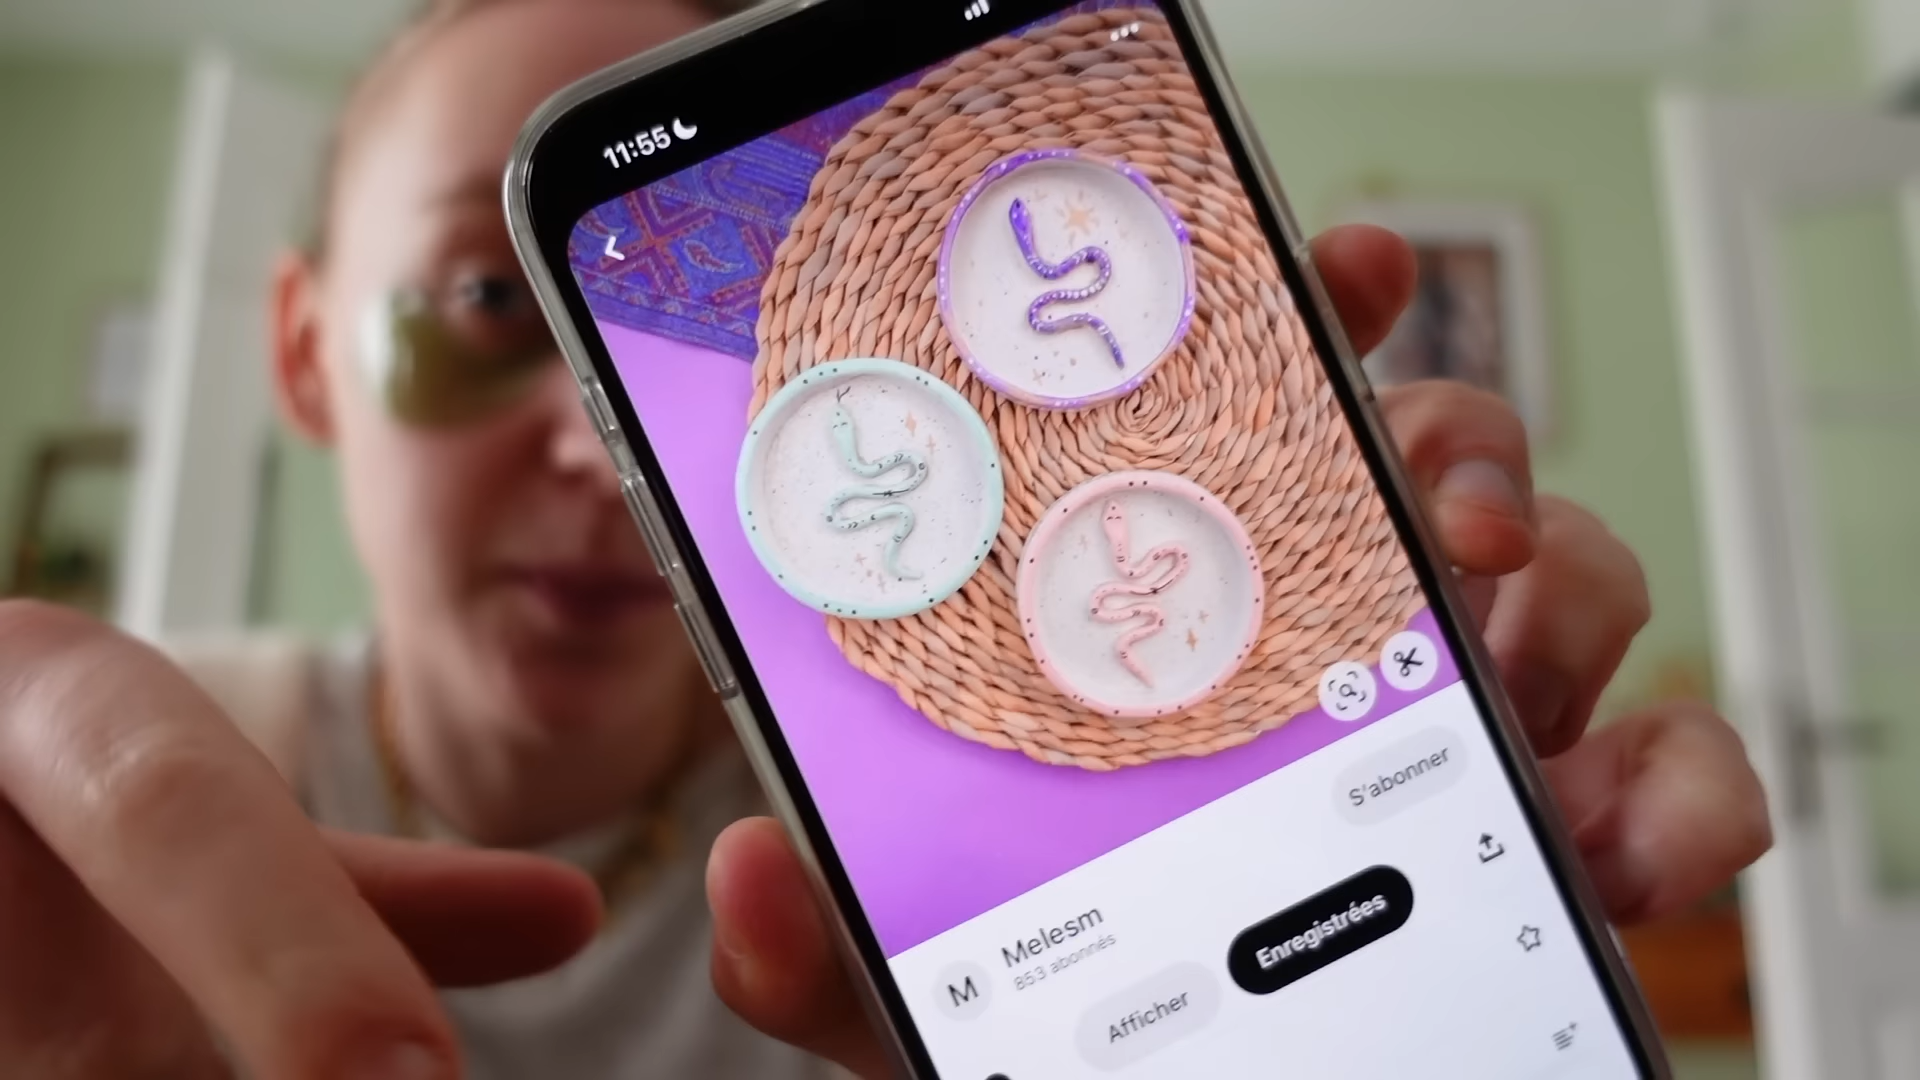 11:55
S'abonner
M
Melesm
853 abonnés
Afficher
Enregistrées